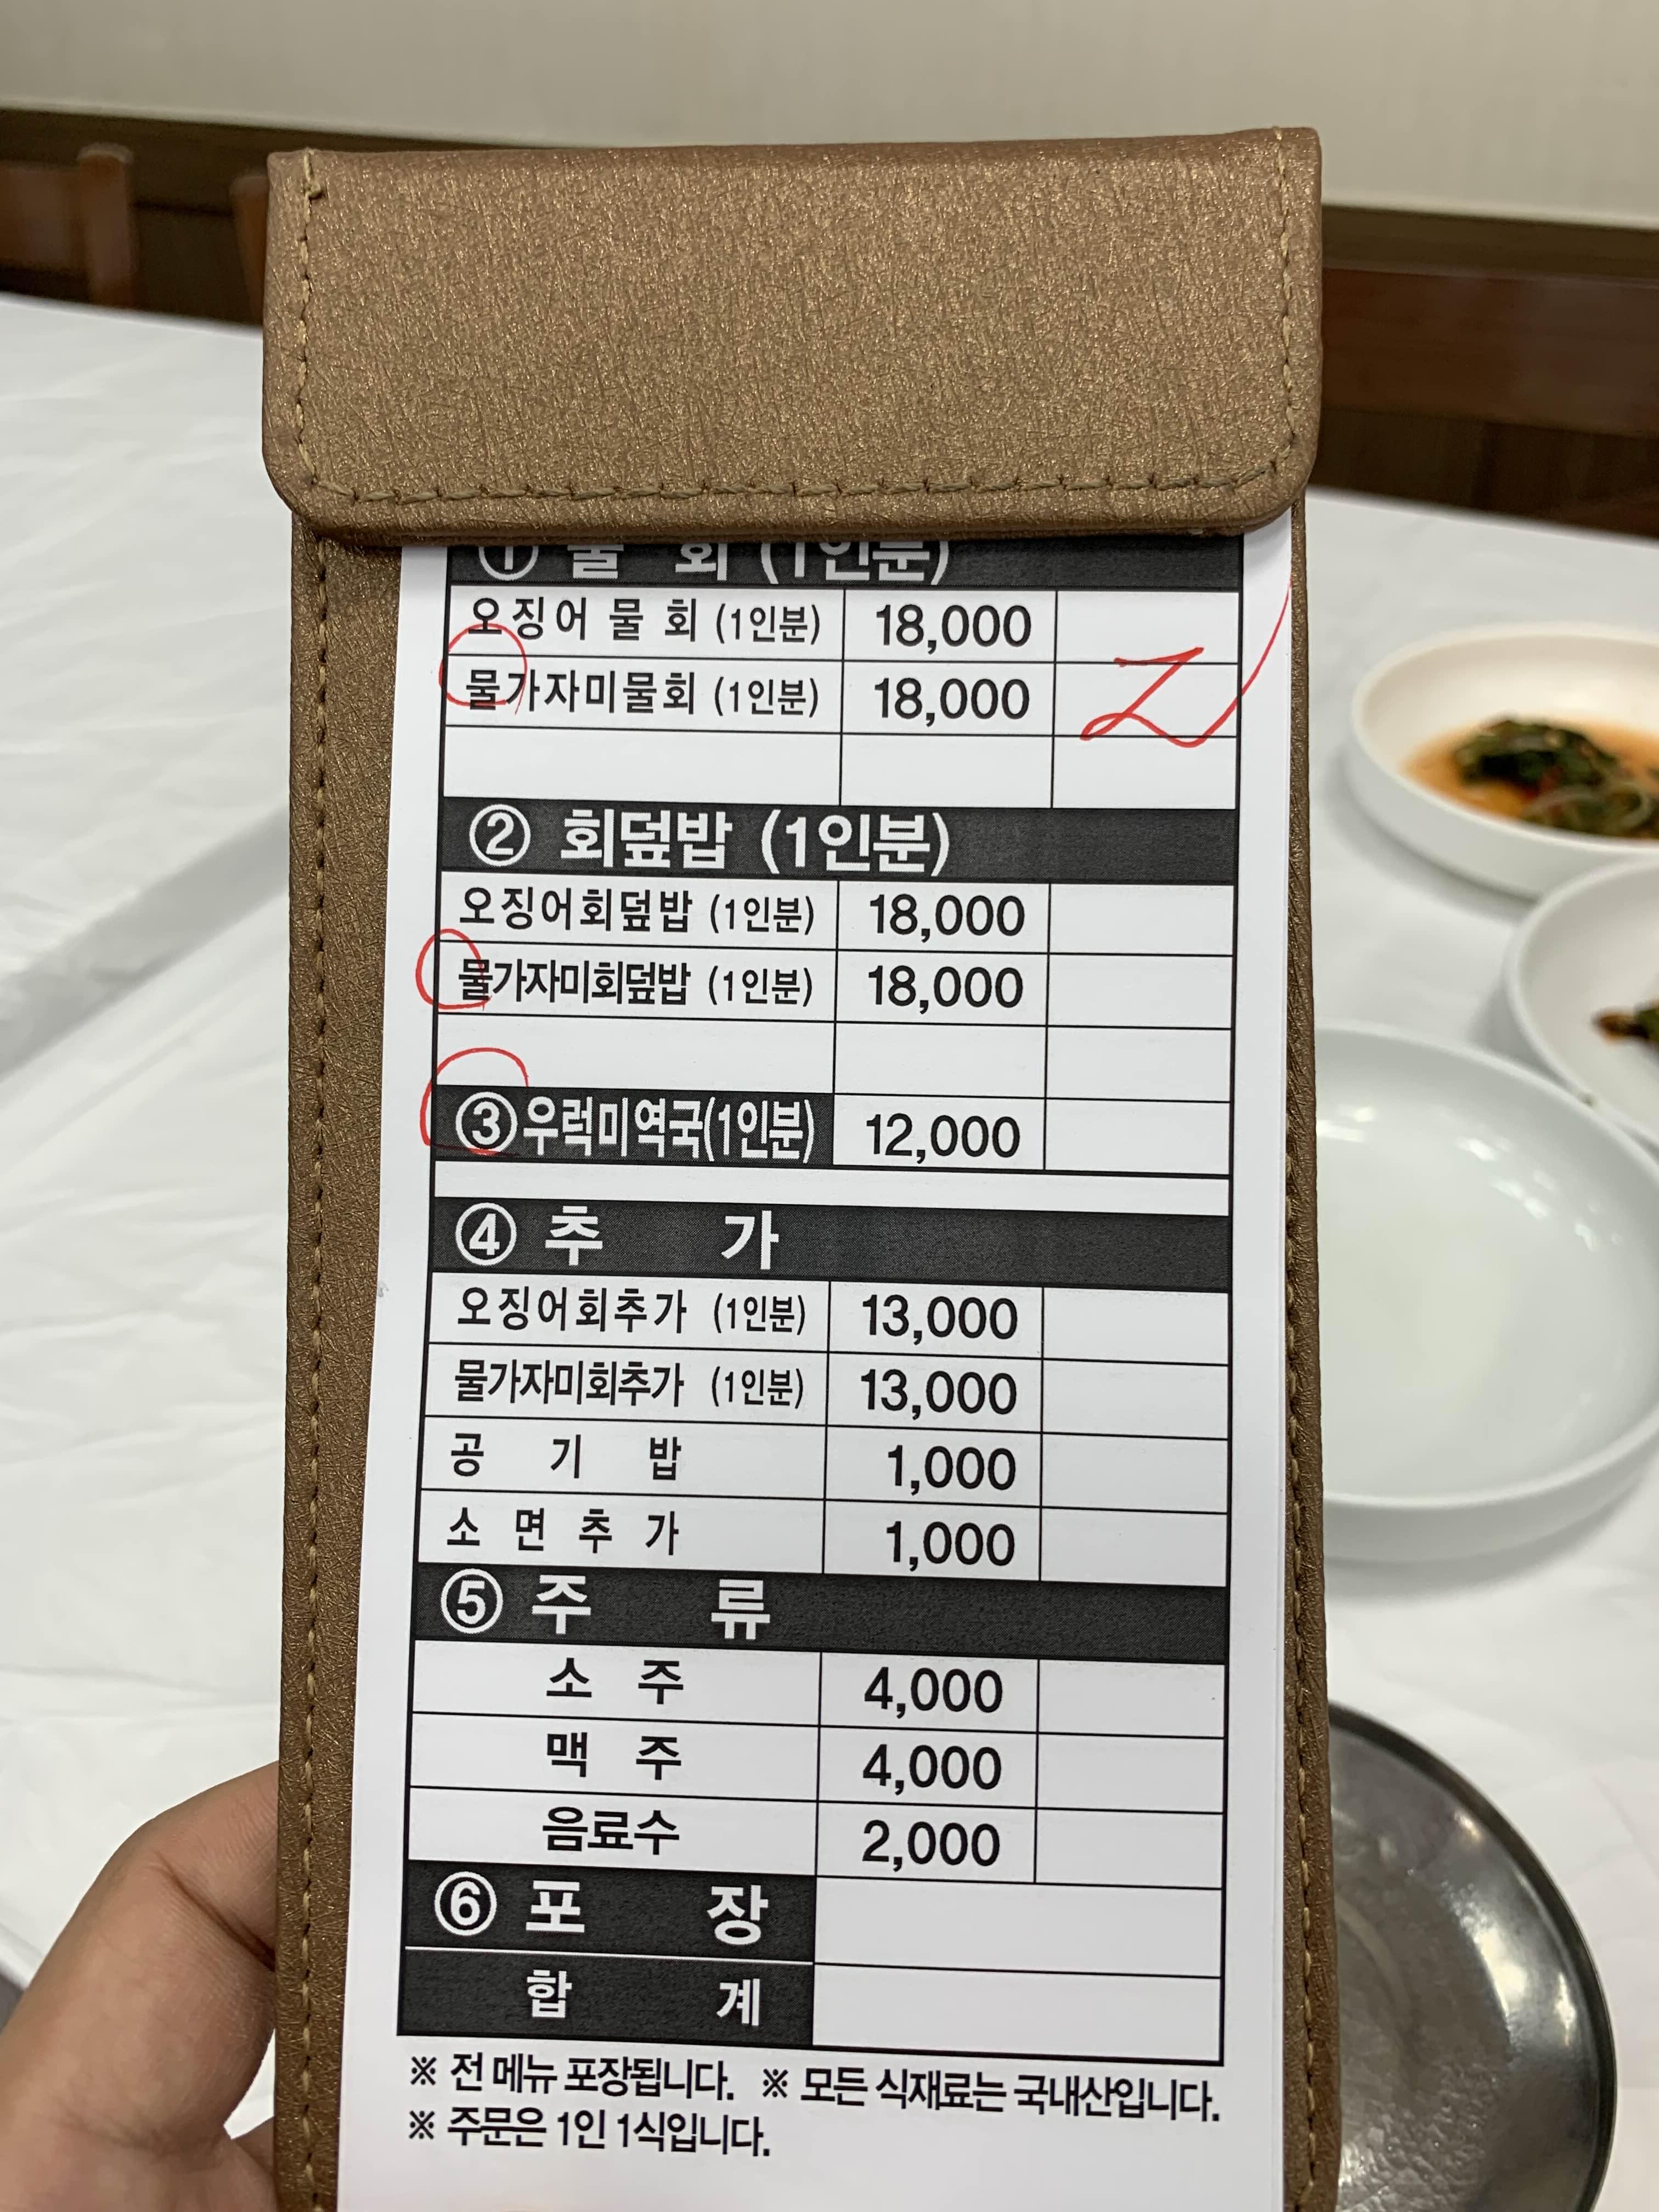 ① 물 회 (1인분)
오징어 물 회 (1인분) 18,000
물가자미물회 (1인분) 18,000 2
② 회덮밥 (1인분)
오징어회덮밥 (1인분) 18,000
물가자미회덮밥 (1인분) 18,000
③ 우럭미역국(1인분) 12,000
④ 추 가
오징어회추가 (1인분) 13,000
물가자미회추가 (1인분) 13,000
공 기 밥 1,000
소 면 추 가 1,000
⑤ 주 류
소 주 4,000
맥 주 4,000
음료수 2,000
⑥ 포 장
합 계
※ 전 메뉴 포장됩니다. ※ 모든 식재료는 국내산입니다.
※ 주문은 1인 1식입니다.